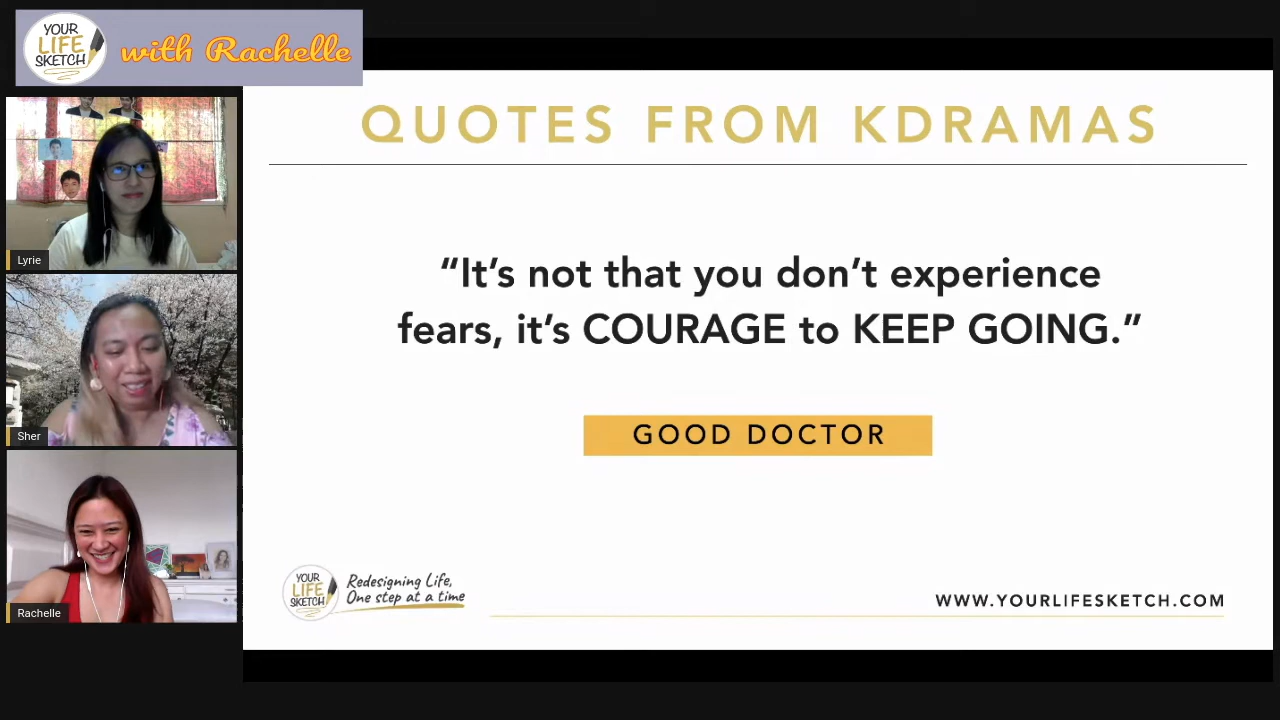 YOUR
LIFE
SKETCH
with Rachelle
QUOTES FROM KDRAMAS
“It’s not that you don’t experience
fears, it’s COURAGE to KEEP GOING.”
GOOD DOCTOR
Lyrie
Sher
Rachelle
YOUR
LIFE
SKETCH
Redesigning Life,
One step at a time
WWW.YOURLIFESKETCH.COM